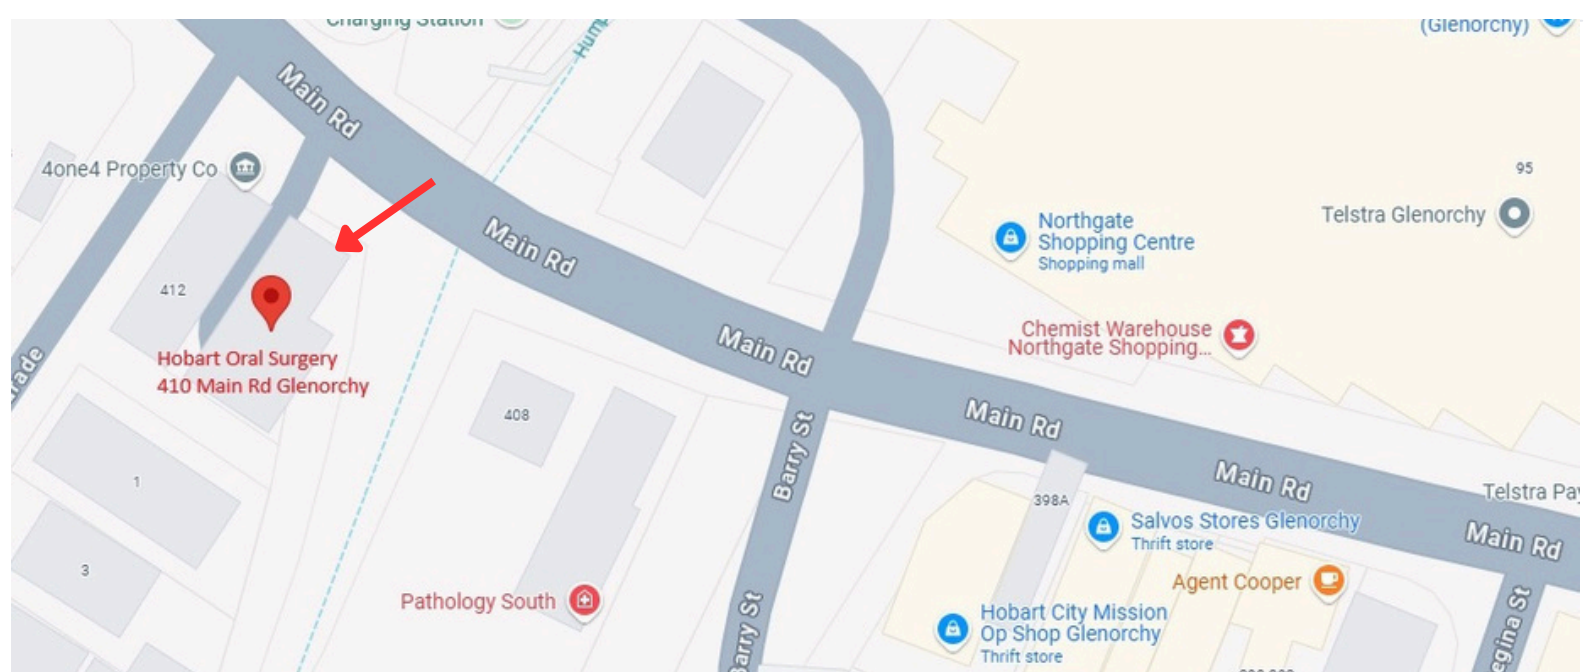 Charging Station
(Glenorchy)
Main Rd
4one4 Property Co
95
Telstra Glenorchy
Northgate
Shopping Centre
Shopping mall
Main Rd
412
Chemist Warehouse
Northgate Shopping...
Main Rd
Hobart Oral Surgery
410 Main Rd Glenorchy
408
Main Rd
Barry St
1
Main Rd
Telstra Pay
398A
Salvos Stores Glenorchy
Thrift store
Main Rd
3
Agent Cooper
Pathology South
Hobart City Mission
Op Shop Glenorchy
Thrift store
Barry St